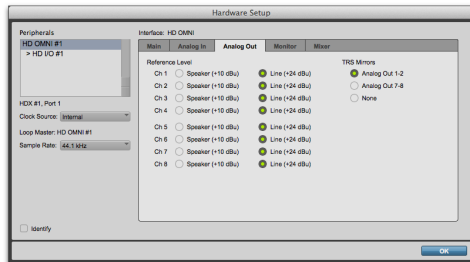 Hardware Setup
Peripherals
HD OMNI #1
> HD I/O #1
HDX #1, Port 1
Clock Source: Internal
Loop Master: HD OMNI #1
Sample Rate: 44.1 kHz
Identify
Interface: HD OMNI
Main Analog In Analog Out Monitor Mixer
Reference Level
Ch 1 Speaker (+10 dBu) Line (+24 dBu)
Ch 2 Speaker (+10 dBu) Line (+24 dBu)
Ch 3 Speaker (+10 dBu) Line (+24 dBu)
Ch 4 Speaker (+10 dBu) Line (+24 dBu)
Ch 5 Speaker (+10 dBu) Line (+24 dBu)
Ch 6 Speaker (+10 dBu) Line (+24 dBu)
Ch 7 Speaker (+10 dBu) Line (+24 dBu)
Ch 8 Speaker (+10 dBu) Line (+24 dBu)
TRS Mirrors
Analog Out 1-2
Analog Out 7-8
None
OK